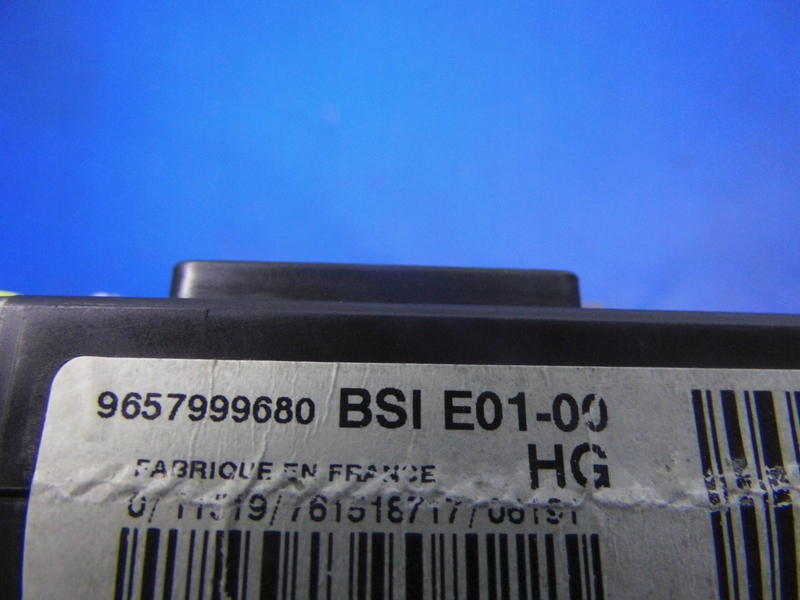 9657999680 BSI E01-00
HG
FABRIQUE EN FRANCE